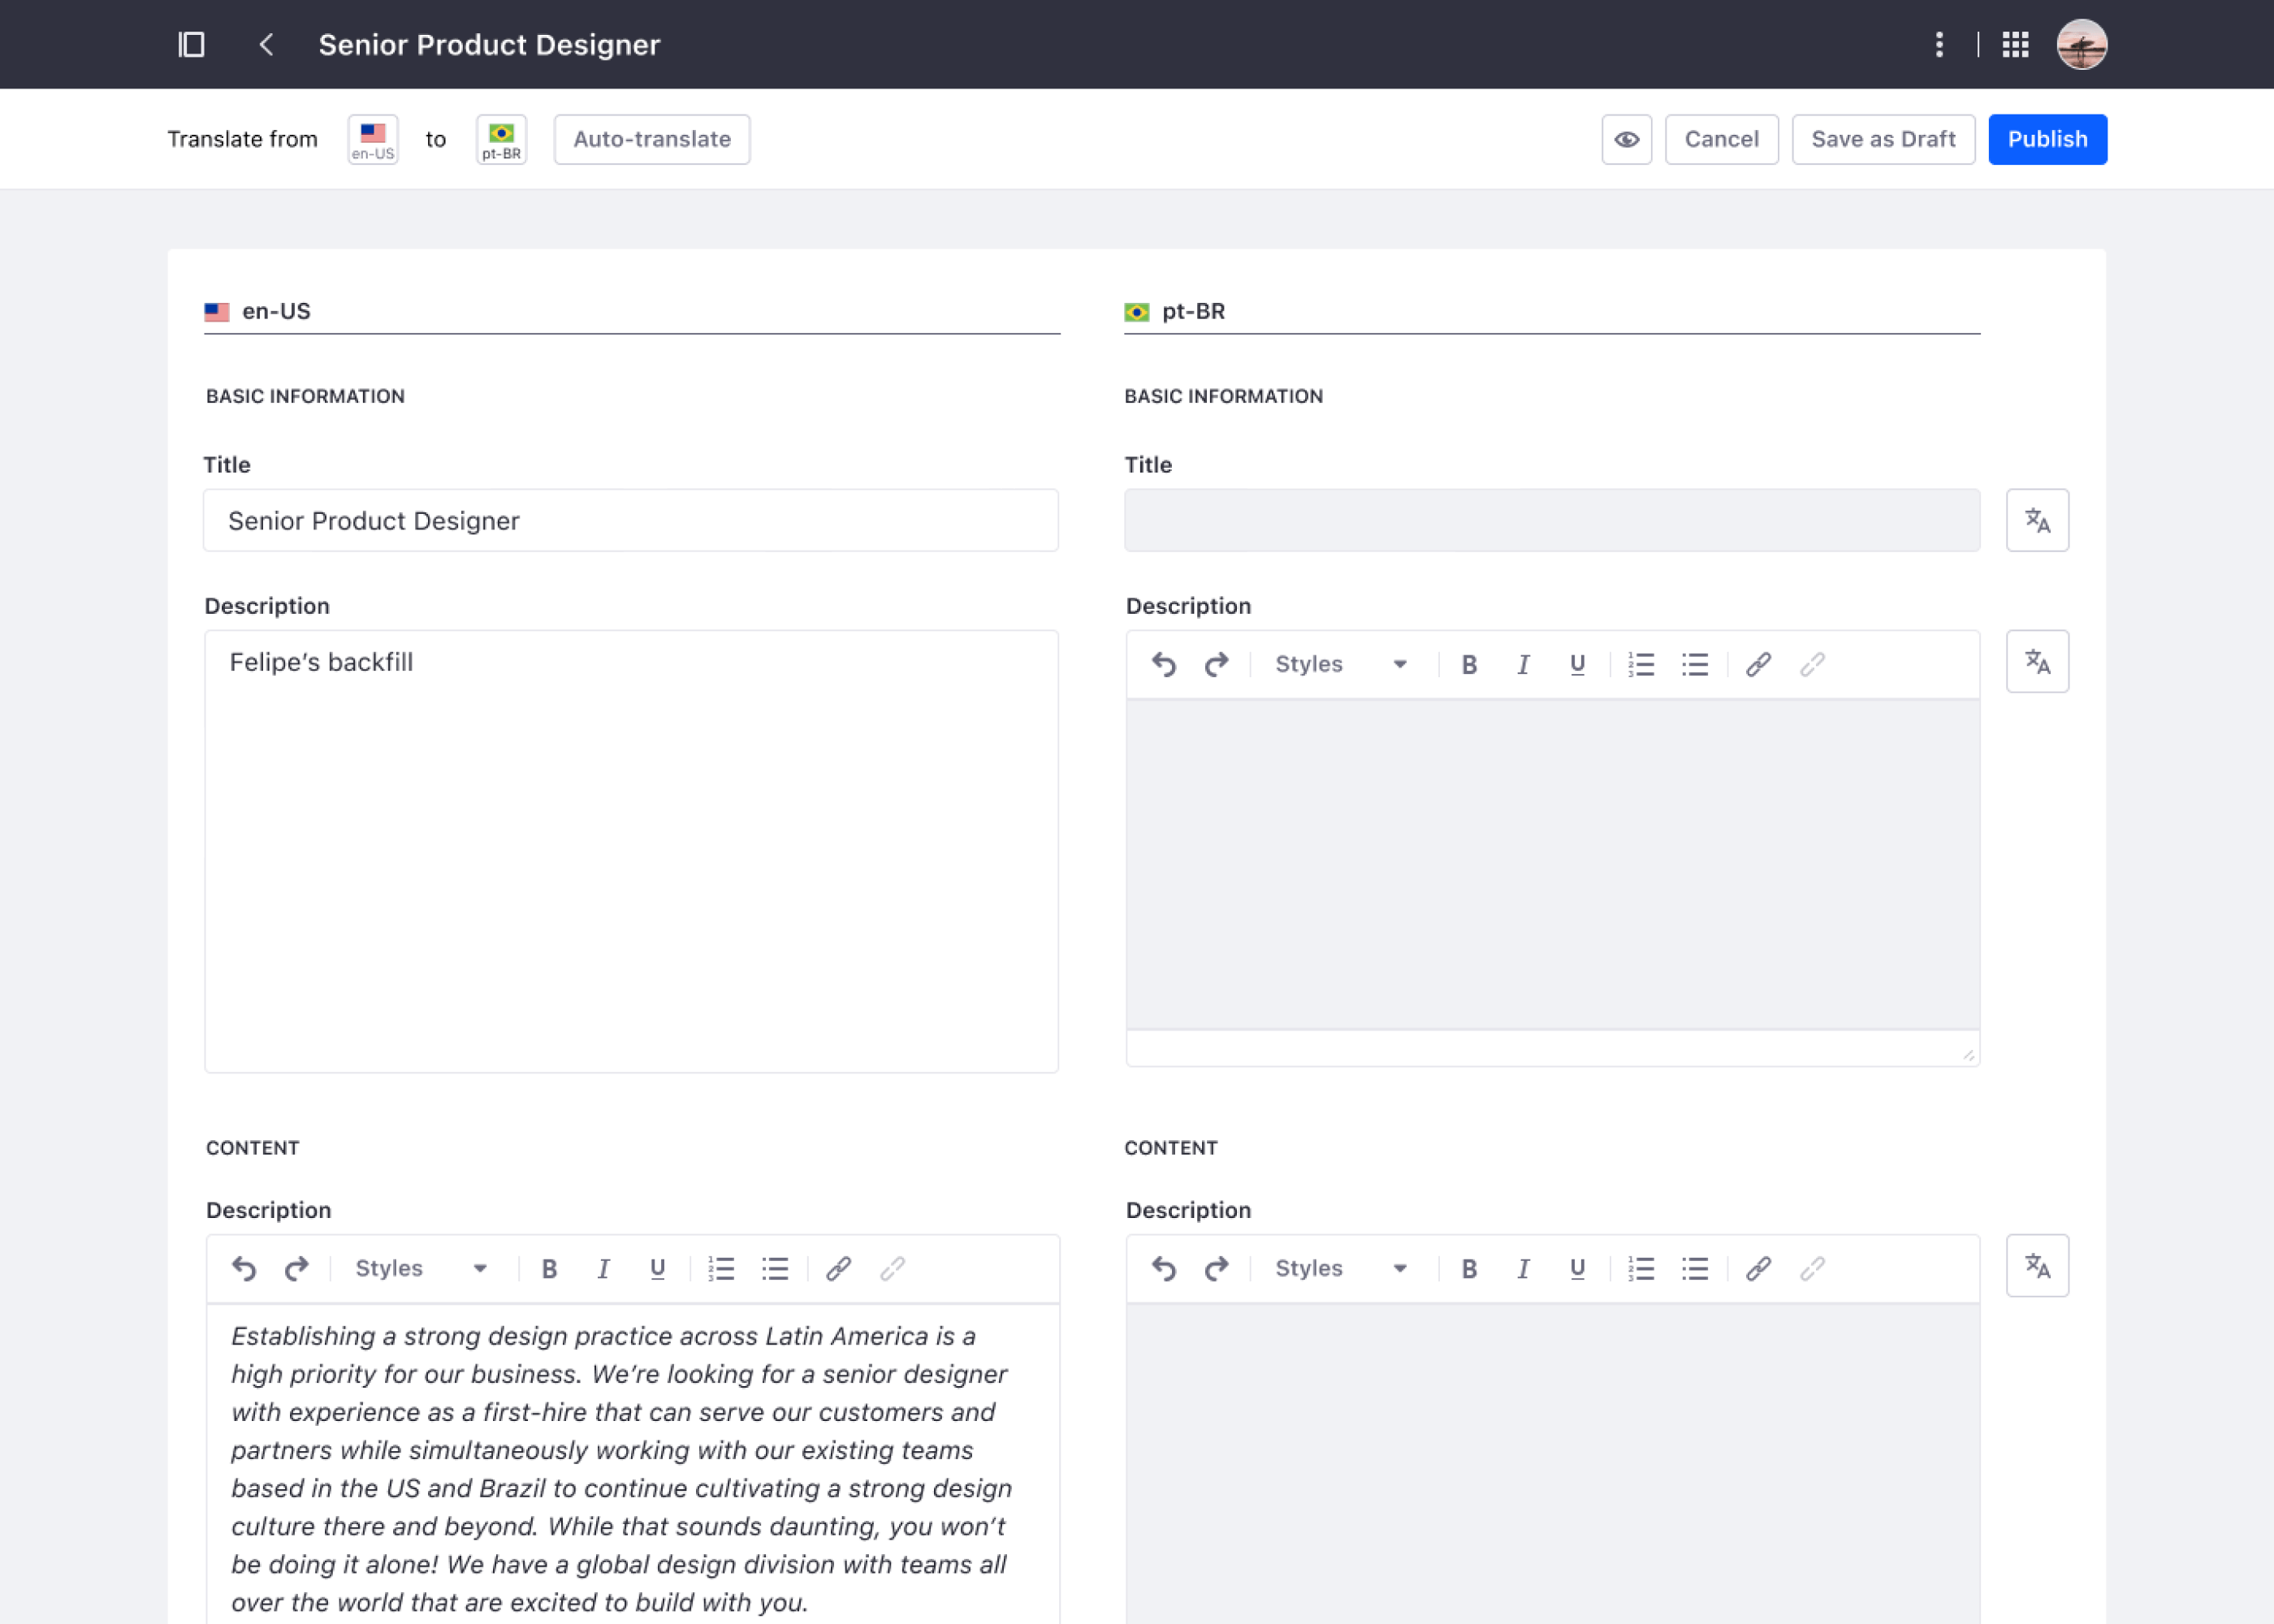 Senior Product Designer
Translate from en-US to pt-BR Auto-translate Cancel Save as Draft Publish
en-US
BASIC INFORMATION
Title
Senior Product Designer
Description
Felipe’s backfill
CONTENT
Description
Styles B I U
Establishing a strong design practice across Latin America is a
high priority for our business. We’re looking for a senior designer
with experience as a first-hire that can serve our customers and
partners while simultaneously working with our existing teams
based in the US and Brazil to continue cultivating a strong design
culture there and beyond. While that sounds daunting, you won’t
be doing it alone! We have a global design division with teams all
over the world that are excited to build with you.
pt-BR
BASIC INFORMATION
Title
Description
Styles B I U
CONTENT
Description
Styles B I U